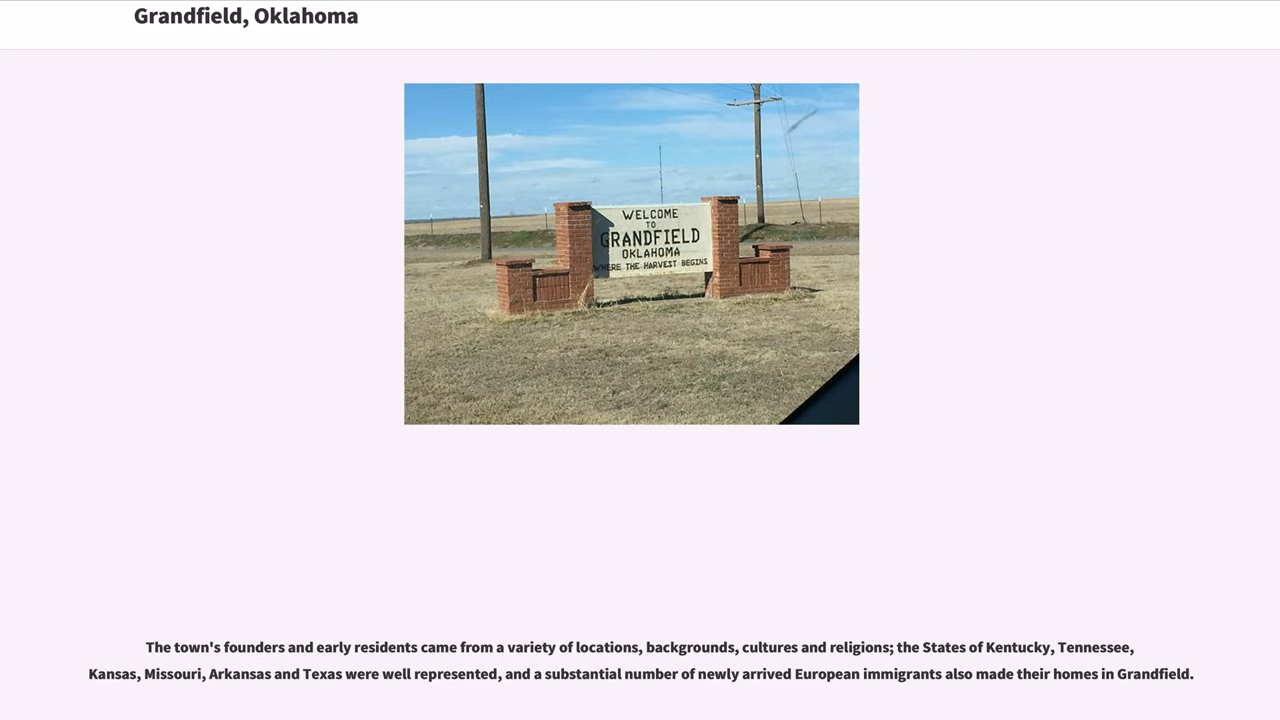 Grandfield, Oklahoma
WELCOME
TO
GRANDFIELD
OKLAHOMA
WHERE THE HARVEST BEGINS
The town's founders and early residents came from a variety of locations, backgrounds, cultures and religions; the States of Kentucky, Tennessee,
Kansas, Missouri, Arkansas and Texas were well represented, and a substantial number of newly arrived European immigrants also made their homes in Grandfield.